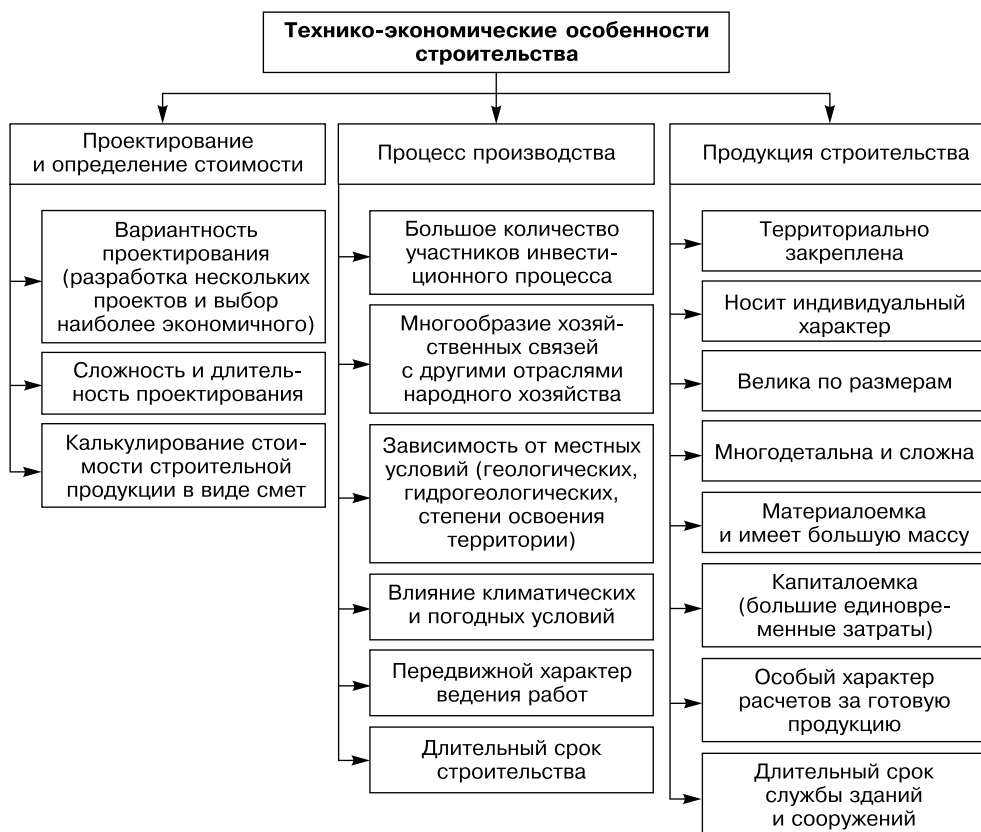 Технико-экономические особенности
строительства
Проектирование
и определение стоимости
Вариантность
проектирования
(разработка нескольких
проектов и выбор
наиболее экономичного)
Сложность и длитель-
ность проектирования
Калькулирование стои-
мости строительной
продукции в виде смет
Процесс производства
Большое количество
участников инвести-
ционного процесса
Многообразие хозяй-
ственных связей
с другими отраслями
народного хозяйства
Зависимость от местных
условий (геологических,
гидрогеологических,
степени освоения
территории)
Влияние климатических
и погодных условий
Передвижной характер
ведения работ
Длительный срок
строительства
Продукция строительства
Территориально
закреплена
Носит индивидуальный
характер
Велика по размерам
Многодетальна и сложна
Материалоемка
и имеет большую массу
Капиталоемка
(большие единовре-
менные затраты)
Особый характер
расчетов за готовую
продукцию
Длительный срок
службы зданий
и сооружений